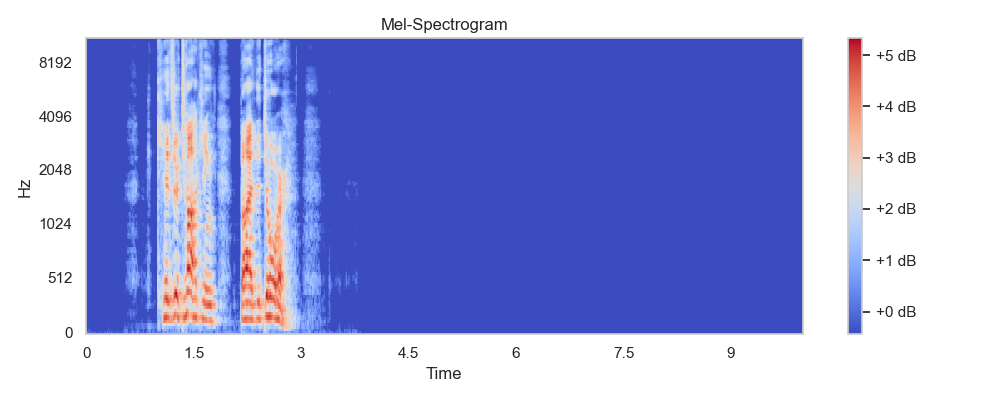 Mel-Spectrogram
8192
4096
2048
1024
512
0
Hz
0 1.5 3 4.5 6 7.5 9
Time
+5 dB
+4 dB
+3 dB
+2 dB
+1 dB
+0 dB